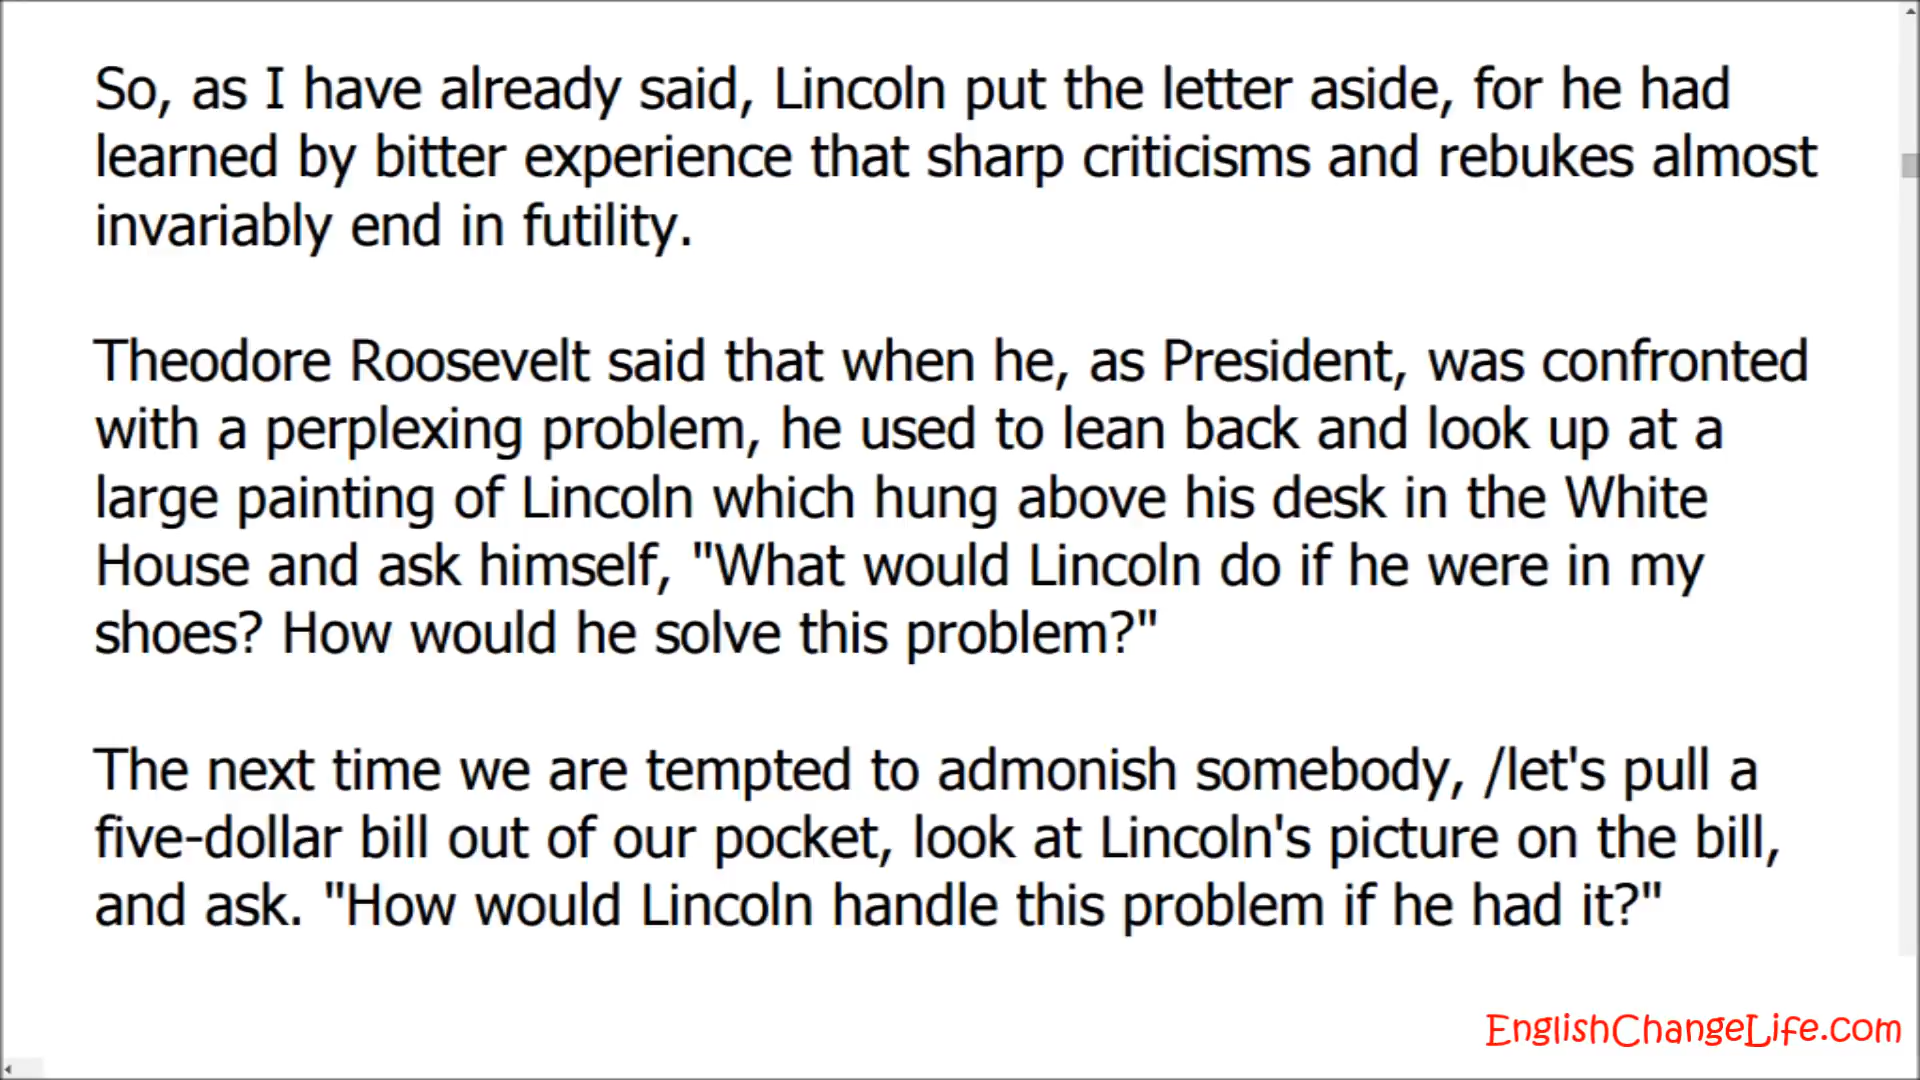 So, as I have already said, Lincoln put the letter aside, for he had
learned by bitter experience that sharp criticisms and rebukes almost
invariably end in futility.
Theodore Roosevelt said that when he, as President, was confronted
with a perplexing problem, he used to lean back and look up at a
large painting of Lincoln which hung above his desk in the White
House and ask himself, "What would Lincoln do if he were in my
shoes? How would he solve this problem?"
The next time we are tempted to admonish somebody, /let's pull a
five-dollar bill out of our pocket, look at Lincoln's picture on the bill,
and ask. "How would Lincoln handle this problem if he had it?"
EnglishChangeLife.com